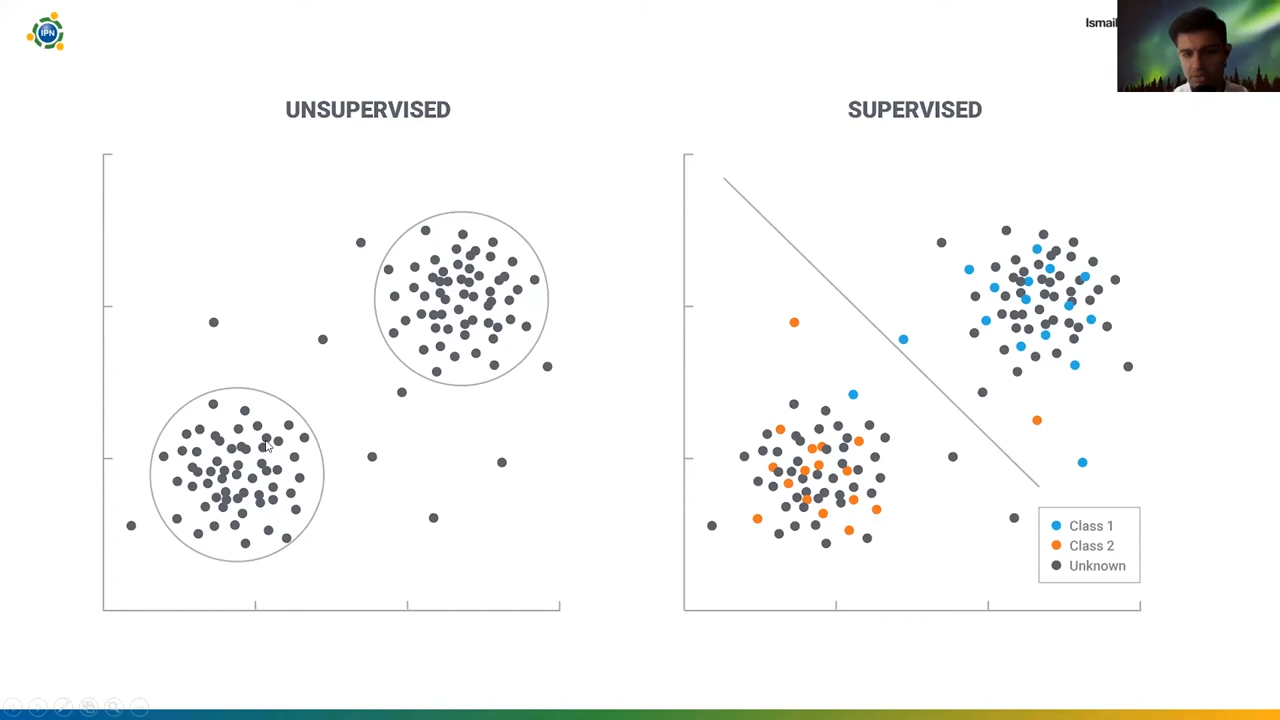 IPN
Ismail
UNSUPERVISED
SUPERVISED
Class 1
Class 2
Unknown